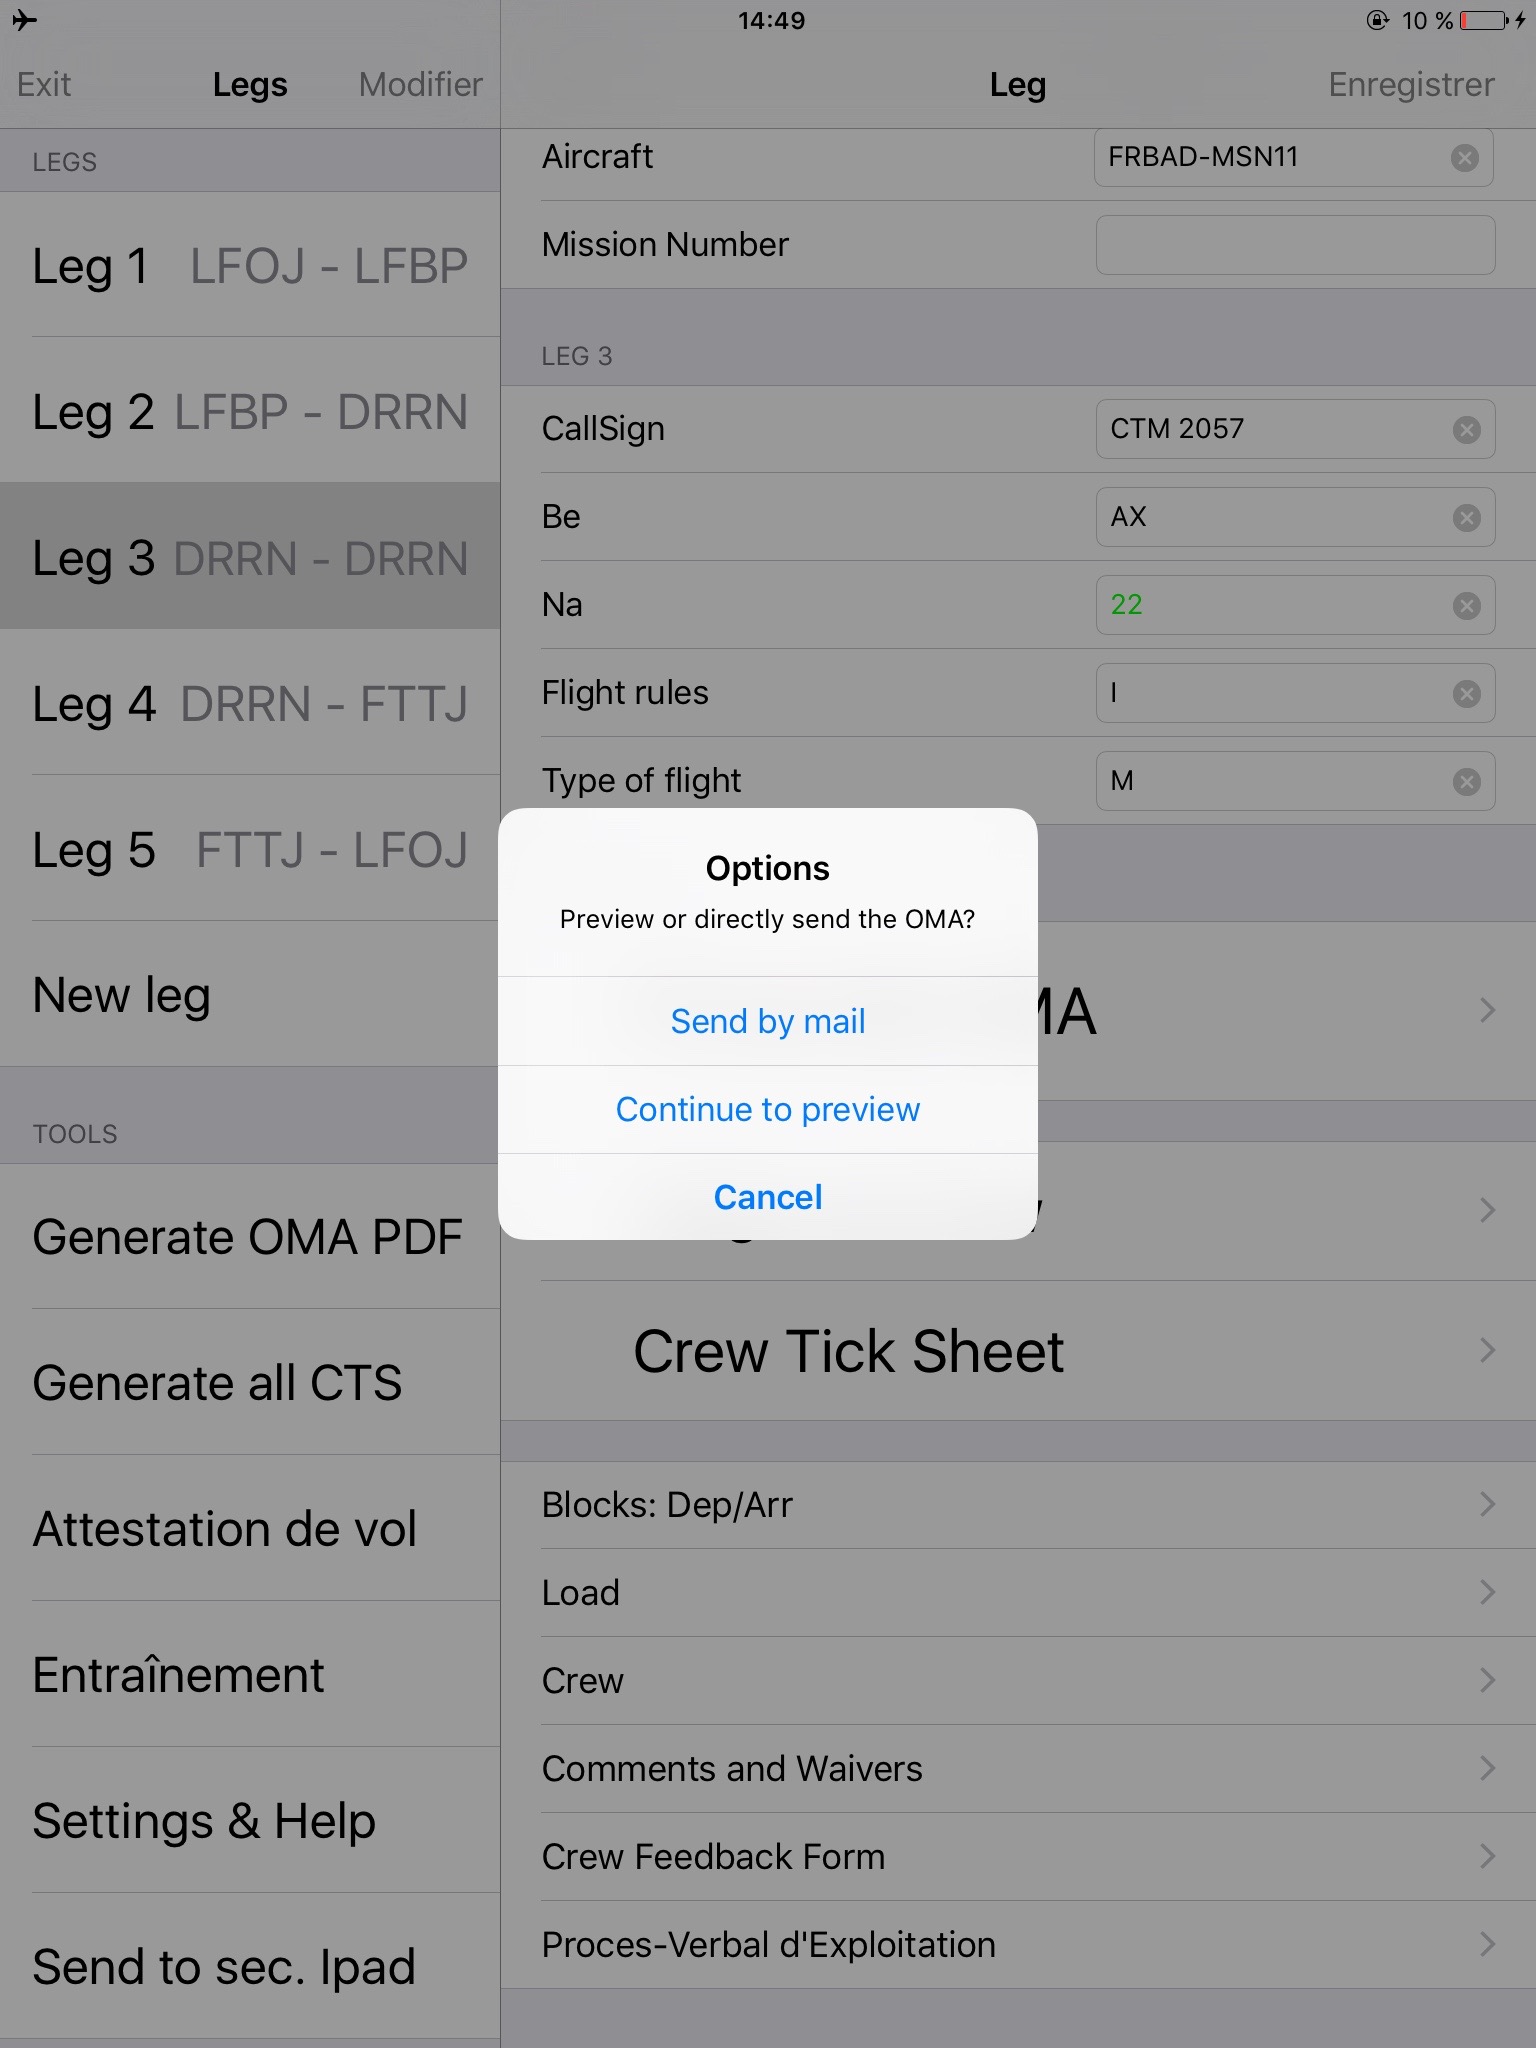 14:49
10 %
Exit
Legs
Modifier
Leg
Enregistrer
LEGS
Leg 1 LFOJ - LFBP
Leg 2 LFBP - DRRN
Leg 3 DRRN - DRRN
Leg 4 DRRN - FTTJ
Leg 5 FTTJ - LFOJ
New leg
TOOLS
Generate OMA PDF
Generate all CTS
Attestation de vol
Entraînement
Settings & Help
Send to sec. Ipad
Aircraft FRBAD-MSN11
Mission Number
LEG 3
CallSign CTM 2057
Be AX
Na 22
Flight rules I
Type of flight M
Options
Preview or directly send the OMA?
Send by mail
Continue to preview
Cancel
Crew Tick Sheet
Blocks: Dep/Arr
Load
Crew
Comments and Waivers
Crew Feedback Form
Proces-Verbal d'Exploitation